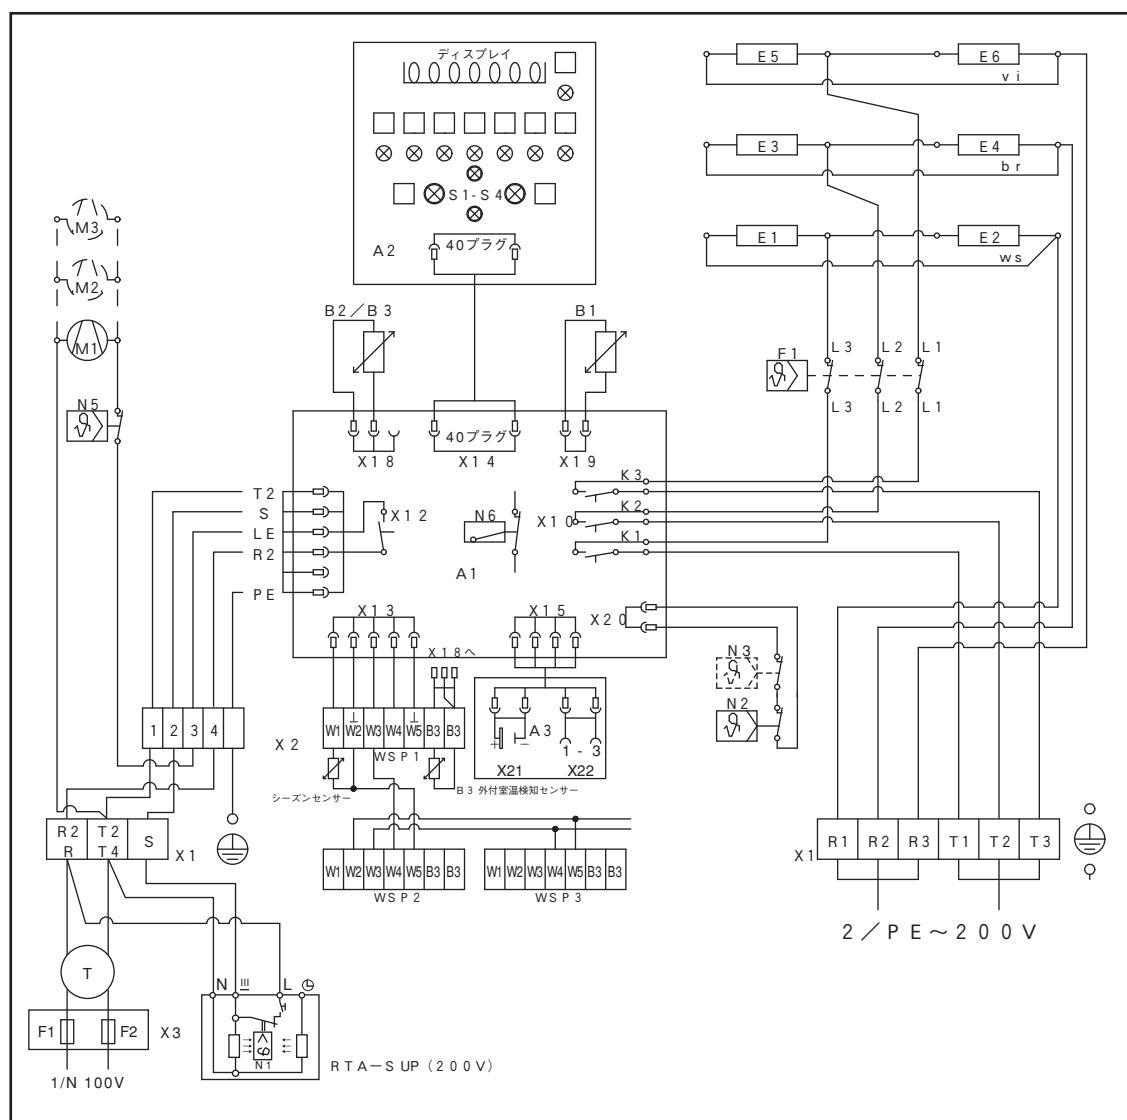 ディスプレイ
S1-S4
A2
40プラグ
E5
E6
vi
E3
E4
br
E1
E2
ws
M3
M2
M1
N5
B2／B3
B1
F1
L3
L2
L1
L3
L2
L1
40プラグ
X18
X14
X19
T2
S
LE
R2
PE
X12
N6
A1
X10
K3
K2
K1
X13
X15
X20
X18へ
N3
N2
1
2
3
4
X2
W1
W2
W3
W4
W5
B3
B3
WSP1
A3
+
−
1-3
X21
X22
シーズンセンサー
B3外付室温検知センサー
R2
T2
S
R
T4
X1
W1
W2
W3
W4
W5
B3
B3
WSP2
W1
W2
W3
W4
W5
B3
B3
WSP3
X1
R1
R2
R3
T1
T2
T3
2／PE～200V
T
N
L
F1
F2
X3
N1
RTA－SUP（200V）
1/N 100V